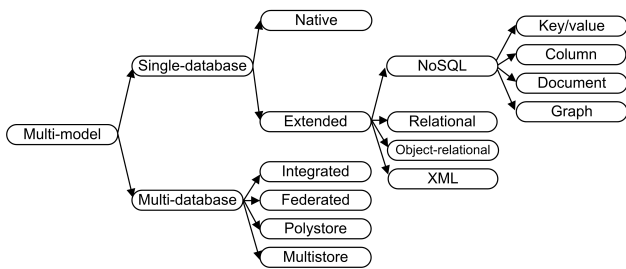 Native
Key/value
Single-database
NoSQL
Column
Document
Extended
Relational
Graph
Multi-model
Object-relational
Integrated
XML
Multi-database
Federated
Polystore
Multistore